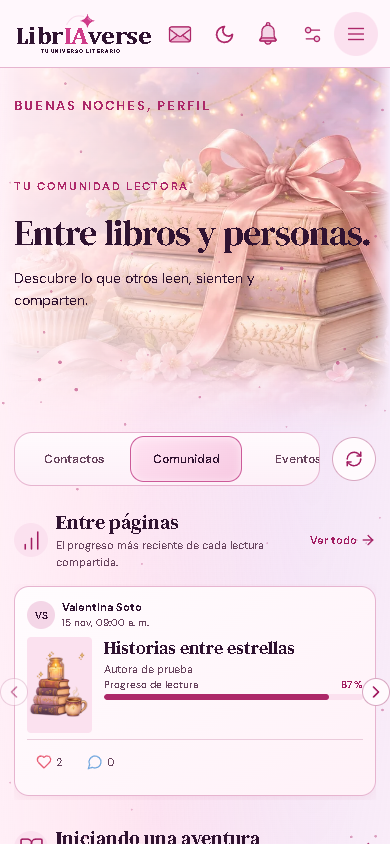 LibrIAverse
TU UNIVERSO LITERARIO
BUENAS NOCHES, PERFIL
TU COMUNIDAD LECTORA
Entre libros y personas.
Descubre lo que otros leen, sienten y
comparten.
Contactos
Comunidad
Eventos
Entre páginas
El progreso más reciente de cada lectura
compartida.
Ver todo
VS
Valentina Soto
15 nov, 09:00 a. m.
Historias entre estrellas
Autora de prueba
Progreso de lectura
87%
2
0
Iniciando una aventura